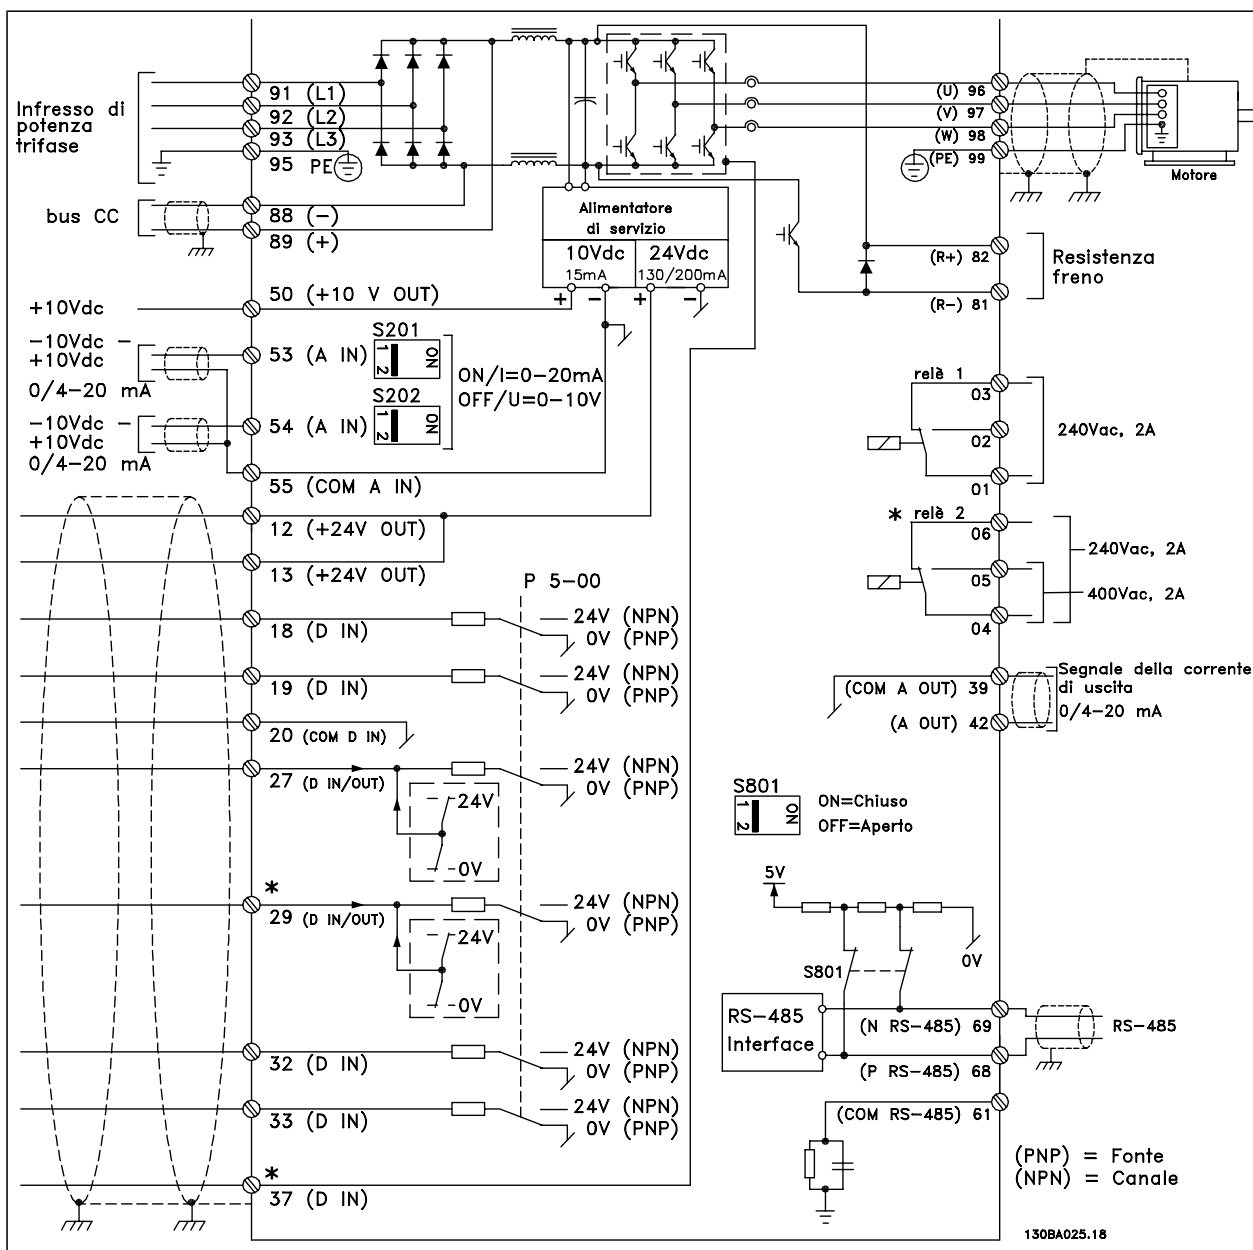 Infresso di
potenza
trifase
91 (L1)
92 (L2)
93 (L3)
95 PE
bus CC
88 (−)
89 (+)
+10Vdc
50 (+10 V OUT)
−10Vdc −
+10Vdc
0/4−20 mA
53 (A IN)
S201
1
2
ON
ON/I=0−20mA
OFF/U=0−10V
S202
1
2
ON
−10Vdc −
+10Vdc
0/4−20 mA
54 (A IN)
55 (COM A IN)
12 (+24V OUT)
13 (+24V OUT)
P 5-00
18 (D IN)
24V (NPN)
0V (PNP)
19 (D IN)
24V (NPN)
0V (PNP)
20 (COM D IN)
27 (D IN/OUT)
24V (NPN)
0V (PNP)
24V
0V
*
29 (D IN/OUT)
24V (NPN)
0V (PNP)
24V
0V
32 (D IN)
24V (NPN)
0V (PNP)
33 (D IN)
24V (NPN)
0V (PNP)
*
37 (D IN)
Alimentatore
di servizio
10Vdc
15mA
24Vdc
130/200mA
+ − + −
(U) 96
(V) 97
(W) 98
(PE) 99
Motore
(R+) 82
Resistenza
freno
(R−) 81
relè 1
03
02
01
240Vac, 2A
* relè 2
06
05
04
240Vac, 2A
400Vac, 2A
(COM A OUT) 39
(A OUT) 42
Segnale della corrente
di uscita
0/4−20 mA
S801
1
2
ON
ON=Chiuso
OFF=Aperto
5V
0V
S801
RS−485
Interface
(N RS−485) 69
(P RS−485) 68
RS−485
(COM RS−485) 61
(PNP) = Fonte
(NPN) = Canale
130BA025.18